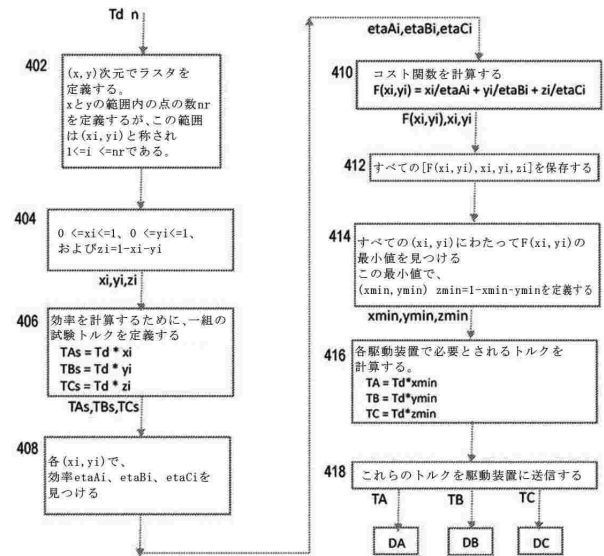 Td n
402
(x,y)次元でラスタを
定義する。
xとyの範囲内の点の数nr
を定義するが、この範囲
は(xi,yi)と称され
1<=i <=nrである。
404
0 <=xi<=1、0 <=yi<=1、
およびzi=1-xi-yi
xi,yi,zi
406
効率を計算するために、一組の
試験トルクを定義する
TAs = Td * xi
TBs = Td * yi
TCs = Td * zi
TAs,TBs,TCs
408
各(xi,yi)で、
効率etaAi、etaBi、etaCiを
見つける
etaAi,etaBi,etaCi
410
コスト関数を計算する
F(xi,yi) = xi/etaAi + yi/etaBi + zi/etaCi
F(xi,yi),xi,yi
412
すべての[F(xi,yi),xi,yi,zi]を保存する
414
すべての(xi,yi)にわたってF(xi,yi)の
最小値を見つける
この最小値で、
(xmin,ymin) zmin=1-xmin-yminを定義する
xmin,ymin,zmin
416
各駆動装置で必要とされるトルクを
計算する。
TA = Td*xmin
TB = Td*ymin
TC = Td*zmin
418
これらのトルクを駆動装置に送信する
TA TB TC
DA DB DC